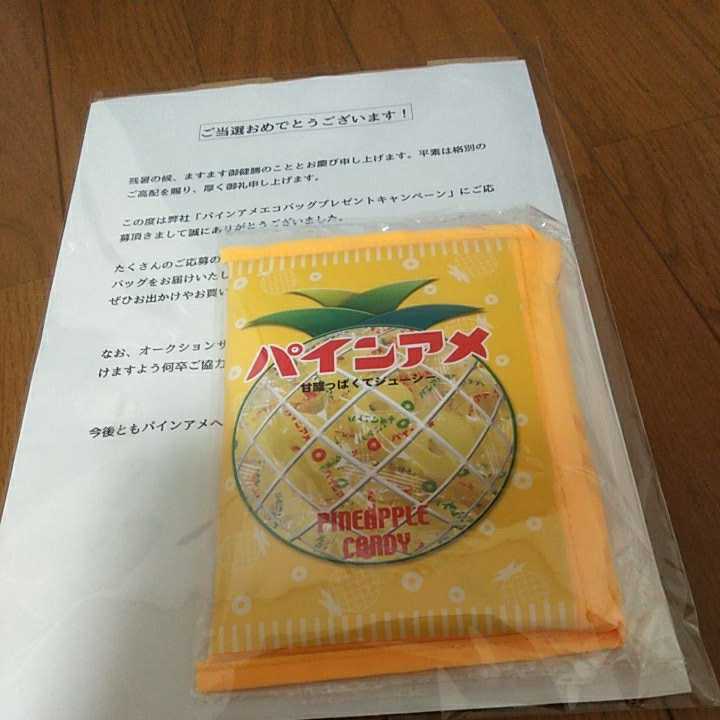 ご当選おめでとうございます！
残暑の候、ますます御健勝のこととお慶び申し上げます。平素は格別の
ご高配を賜り、厚く御礼申し上げます。
この度は弊社「パインアメエコバッグプレゼントキャンペーン」にご応
募頂きまして誠にありがとうございました。
たくさんのご応募の
バッグをお届けいたし
ぜひお出かけやお買い
なお、オークションサ
けますよう何卒ご協力
今後ともパインアメへ
パインアメ
甘酸っぱくてジューシー
パインアメ
PINEAPPLE
CANDY